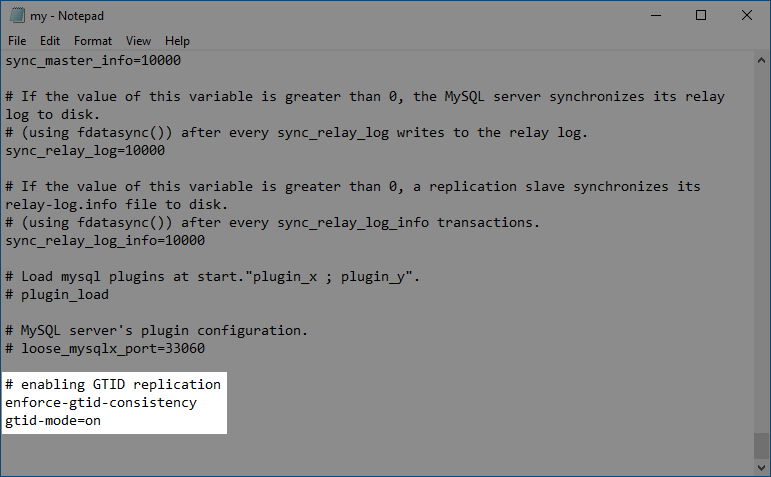 my - Notepad
File Edit Format View Help
sync_master_info=10000
# If the value of this variable is greater than 0, the MySQL server synchronizes its relay
log to disk.
# (using fdatasync()) after every sync_relay_log writes to the relay log.
sync_relay_log=10000
# If the value of this variable is greater than 0, a replication slave synchronizes its
relay-log.info file to disk.
# (using fdatasync()) after every sync_relay_log_info transactions.
sync_relay_log_info=10000
# Load mysql plugins at start."plugin_x ; plugin_y".
# plugin_load
# MySQL server's plugin configuration.
# loose_mysqlx_port=33060
# enabling GTID replication
enforce-gtid-consistency
gtid-mode=on